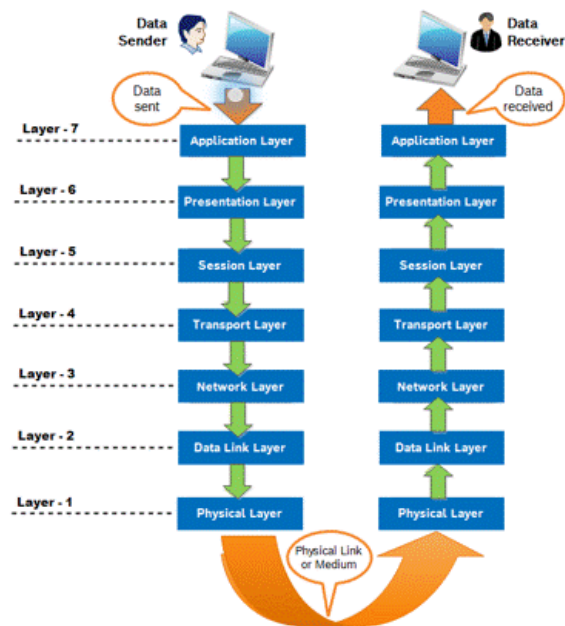 Data
Sender
Data
Receiver
Data
sent
Data
received
Layer - 7
Application Layer
Application Layer
Layer - 6
Presentation Layer
Presentation Layer
Layer - 5
Session Layer
Session Layer
Layer - 4
Transport Layer
Transport Layer
Layer - 3
Network Layer
Network Layer
Layer - 2
Data Link Layer
Data Link Layer
Layer - 1
Physical Layer
Physical Layer
Physical Link
or Medium